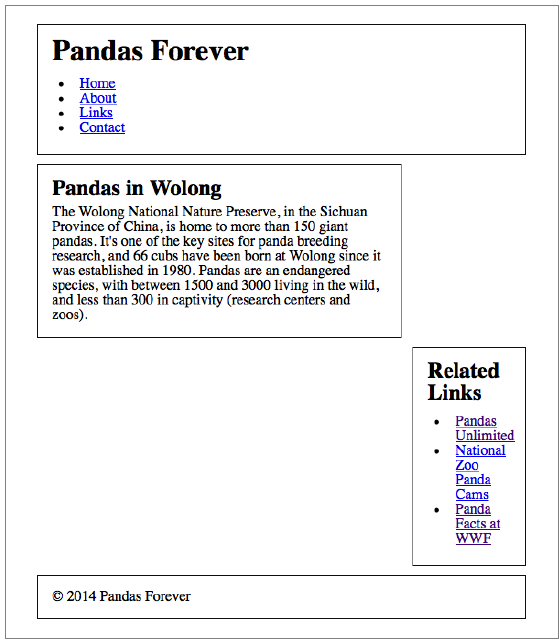 Pandas Forever
Home
About
Links
Contact
Pandas in Wolong
The Wolong National Nature Preserve, in the Sichuan
Province of China, is home to more than 150 giant
pandas. It's one of the key sites for panda breeding
research, and 66 cubs have been born at Wolong since it
was established in 1980. Pandas are an endangered
species, with between 1500 and 3000 living in the wild,
and less than 300 in captivity (research centers and
zoos).
Related
Links
Pandas
Unlimited
National
Zoo
Panda
Cams
Panda
Facts at
WWF
© 2014 Pandas Forever